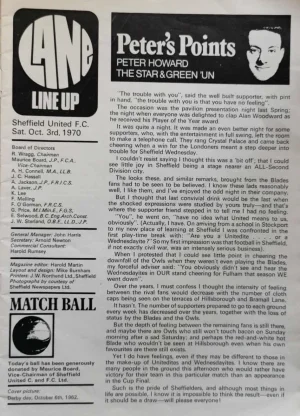 LANE
LINE UP
Sheffield United F.C.
Sat. Oct. 3rd, 1970
Board of Directors
R. Wragg, Chairman
Maurice Board, J.P., F.C.A.,
Vice-Chairman
A. H. Connell, M.A., LL.B.
J. C. Hassall
A. Jackson, J.P., F.R.I.C.S.
A. Laver, J.P.
K. Lee
P. Mulling
F. O'Gorman, F.R.C.S.
E. Selwood, B.C. Eng. A.
J. W., O.B.E., LL.D., J.P.
General Manager: John Harris
Secretary: Arnold Newton
Commercial Consultant:
Harold Rumsey
Magazine editor: Harold Martin
Layout and design: Wilw Burnham
Printers: J.W. Northend Ltd., Sheffield
Photographs by courtesy of
Sheffield Newspapers Ltd.
MATCH BALL
Today's ball has been generously
donated by Maurice Board,
Vice-Chairman of Sheffield
United C. and F.C. Ltd.
Cover picture:
Derby dec. October 6th, 1962.
Peter's Points
PETER HOWARD
THE STAR & GREEN 'UN
"The trouble with you", said the well built supporter, with pint
in hand, "the trouble with you is that you have no feeling".
The occasion was the pavilion presentation night last Spring;
the night when everyone was delighted to clap Alan Woodward as
he received his Player of the Year award.
It was quite a night. It was made an even better night for some
supporters, who, with the entertainment in full swing, left the room
to make a telephone call. They rang Crystal Palace and came back
cheering when a win for the Londoners meant a step deeper into
trouble for Sheffield Wednesday.
I couldn't resist saying I thought this was a 'bit off', that I could
see little joy in Sheffield being a stage nearer an ALL-Second
Division city.
The looks these, and similar remarks, brought from the Blades
fans had to be seen to be believed. I know these lads reasonably
well, I like them, and I've enjoyed the odd night in their company.
But I thought that last convivial drink would be the last when
the shocked expressions were studied by yours truly—and that's
where the supporter friend stepped in to tell me I had no feeling.
"You", he went on, "have no idea what United means to us,
obviously". And I recalled that on coming from a school in Stockport
to my new place of learning at Sheffield I was confronted in the
first play-time break with: "Are you a Unitedite . . . or a
Wednesdayite?" So my first impression was that football in Sheffield,
if not exactly civil war, was an intensely serious business!
When I protested that I could see little point in cheering the
downfall of the Owls when they weren't even playing the Blades,
my forceful adviser said: "You obviously didn't see and hear the
Wednesdayites in OUR stand cheering for Fulham that season WE
went down".
Over the years, I must confess I thought the intensity of feeling
between the rival fans would decrease with the number of cloth
caps being seen on the terraces of Hillsborough and Bramall Lane.
It hasn't. The number of supporters prepared to go to each ground
every week has decreased over the years, together with the loss of
status by the Blades and the Owls.
But the depth of feeling between the remaining fans is still there,
and maybe there are Owls who still won't touch bacon on Sunday
morning after a sad Saturday; and perhaps the red-and-white hot
Blade who wouldn't be seen at Hillsborough even when his own
favourites are there still exists.
Yet I do have feelings, even if they may be different to those in
the make-up of Unitedites and Wednesdayites. I know there are
many people in the ground this afternoon who would rather have
victory for their team in this particular match than an appearance
in the Cup Final.
Such is the pride of Sheffielders, and although most things in
life are possible, I know it is impossible to think the result—even if
it should be a draw—will please everyone!